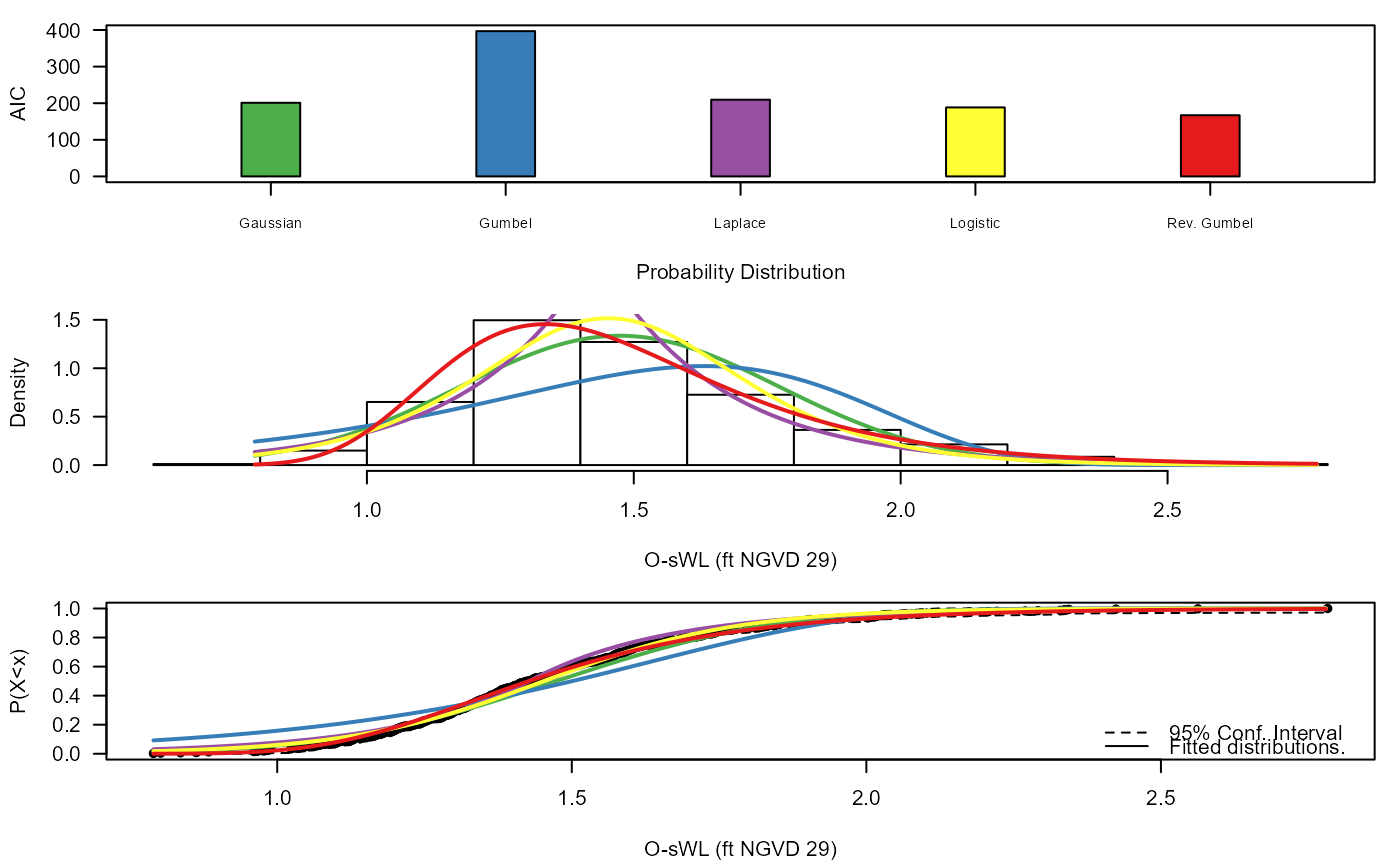 400
300
200
100
0
AIC
Gaussian Gumbel Laplace Logistic Rev. Gumbel
Probability Distribution
1.5
1.0
0.5
0.0
Density
1.0 1.5 2.0 2.5
O-sWL (ft NGVD 29)
1.0
0.8
0.6
0.4
0.2
0.0
P(X<x)
95% Conf. Interval
Fitted distributions.
1.0 1.5 2.0 2.5
O-sWL (ft NGVD 29)